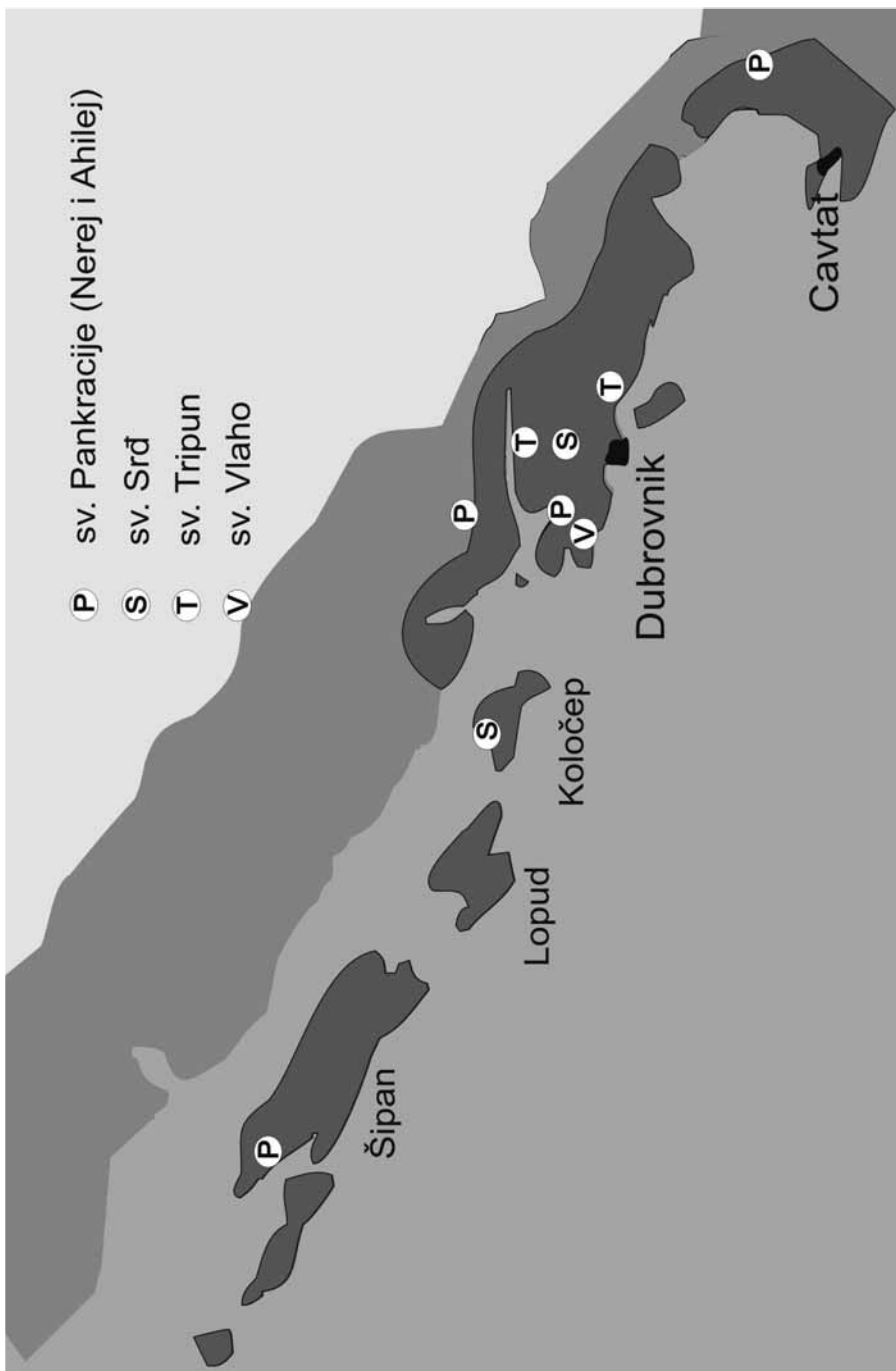 P sv. Pankracije (Nerej i Ahilej)
S sv. Srđ
T sv. Tripun
V sv. Vlaho
P
Šipan
P
S
T
Lopud
P
S
Koločep
V
T
Dubrovnik
P
Cavtat